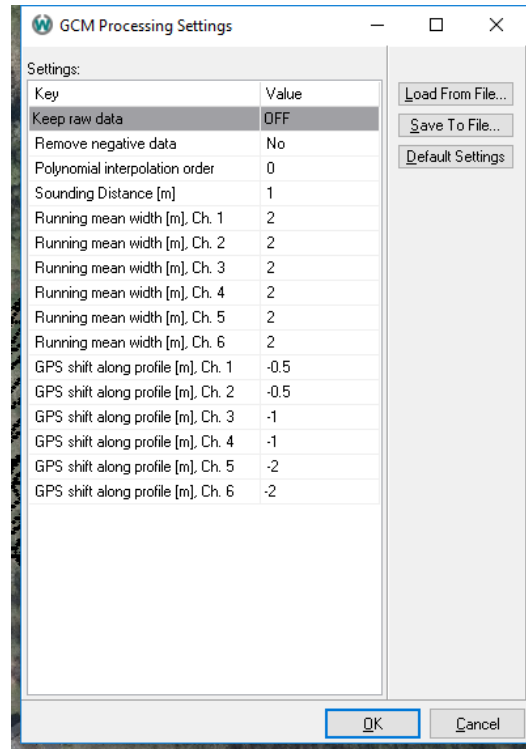 GCM Processing Settings
Settings:
Key Value
Keep raw data OFF
Remove negative data No
Polynomial interpolation order 0
Sounding Distance [m] 1
Running mean width [m], Ch. 1 2
Running mean width [m], Ch. 2 2
Running mean width [m], Ch. 3 2
Running mean width [m], Ch. 4 2
Running mean width [m], Ch. 5 2
Running mean width [m], Ch. 6 2
GPS shift along profile [m], Ch. 1 -0.5
GPS shift along profile [m], Ch. 2 -0.5
GPS shift along profile [m], Ch. 3 -1
GPS shift along profile [m], Ch. 4 -1
GPS shift along profile [m], Ch. 5 -2
GPS shift along profile [m], Ch. 6 -2
Load From File...
Save To File...
Default Settings
OK Cancel